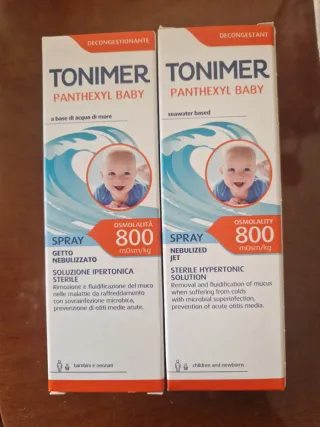 DECONGESTIONANTE
TONIMER
PANTHEXYL BABY
a base di acqua di mare
OSMOLALITÀ
800
mOsm/kg
SPRAY
GETTO
NEBULIZZATO
SOLUZIONE IPERTONICA
STERILE
Rimozione e fluidificazione del muco
nelle malattie da raffreddamento
con sovrainfezione microbica,
prevenzione di otiti medie acute.
bambini e neonati
DECONGESTANT
TONIMER
PANTHEXYL BABY
seawater based
OSMOLALITY
800
mOsm/kg
SPRAY
NEBULIZED
JET
STERILE HYPERTONIC
SOLUTION
Removal and fluidification of mucus
when suffering from colds
with microbial superinfection,
prevention of acute otitis media.
children and newborns